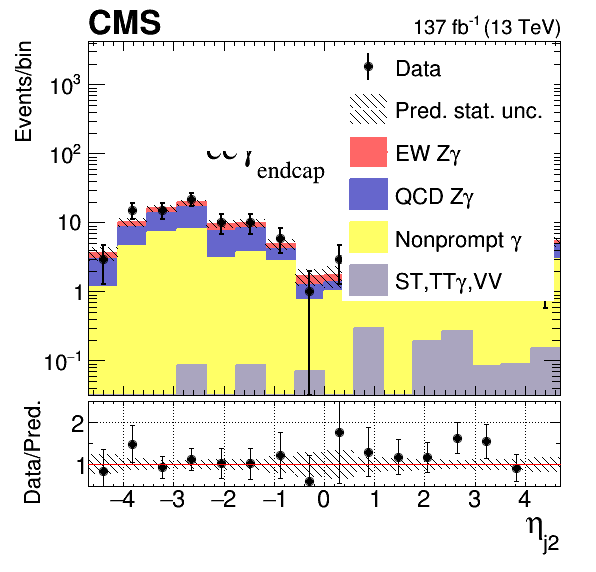 CMS
137 fb⁻¹ (13 TeV)
Events/bin
10³
10²
10
1
10⁻¹
Data
Pred. stat. unc.
EW Zγ
QCD Zγ
Nonprompt γ
ST,TTγ,VV
endcap
Data/Pred.
2
1
−4 −3 −2 −1 0 1 2 3 4
η_j2